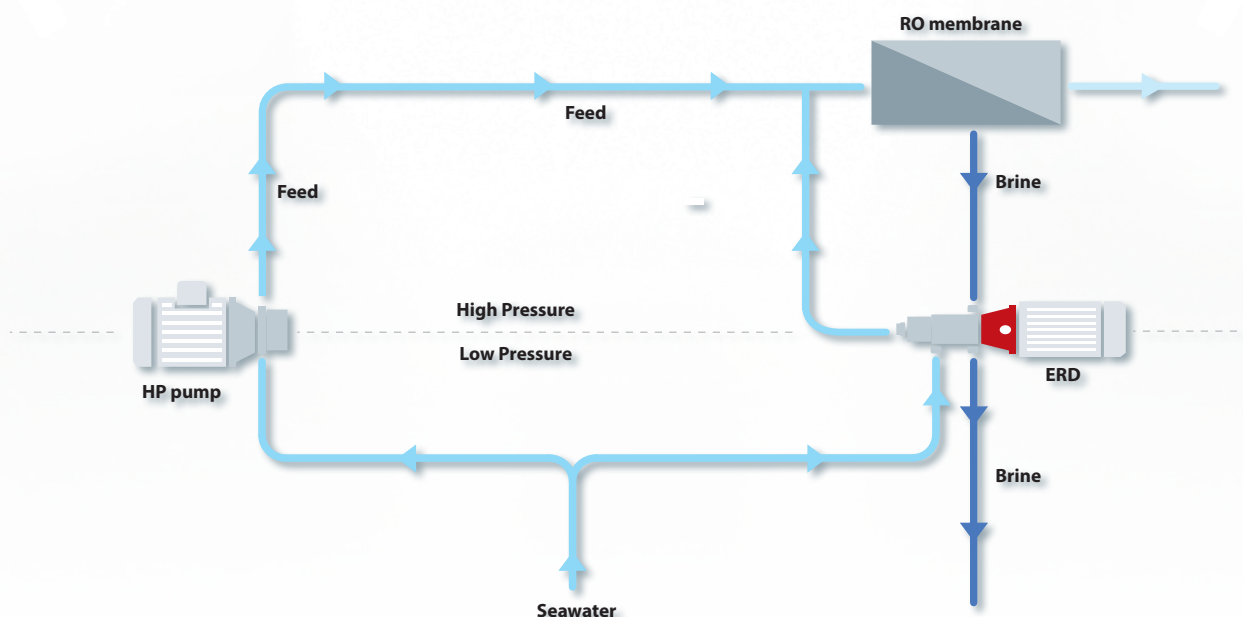 RO membrane
Feed
Brine
Feed
High Pressure
Low Pressure
HP pump
ERD
Brine
Seawater